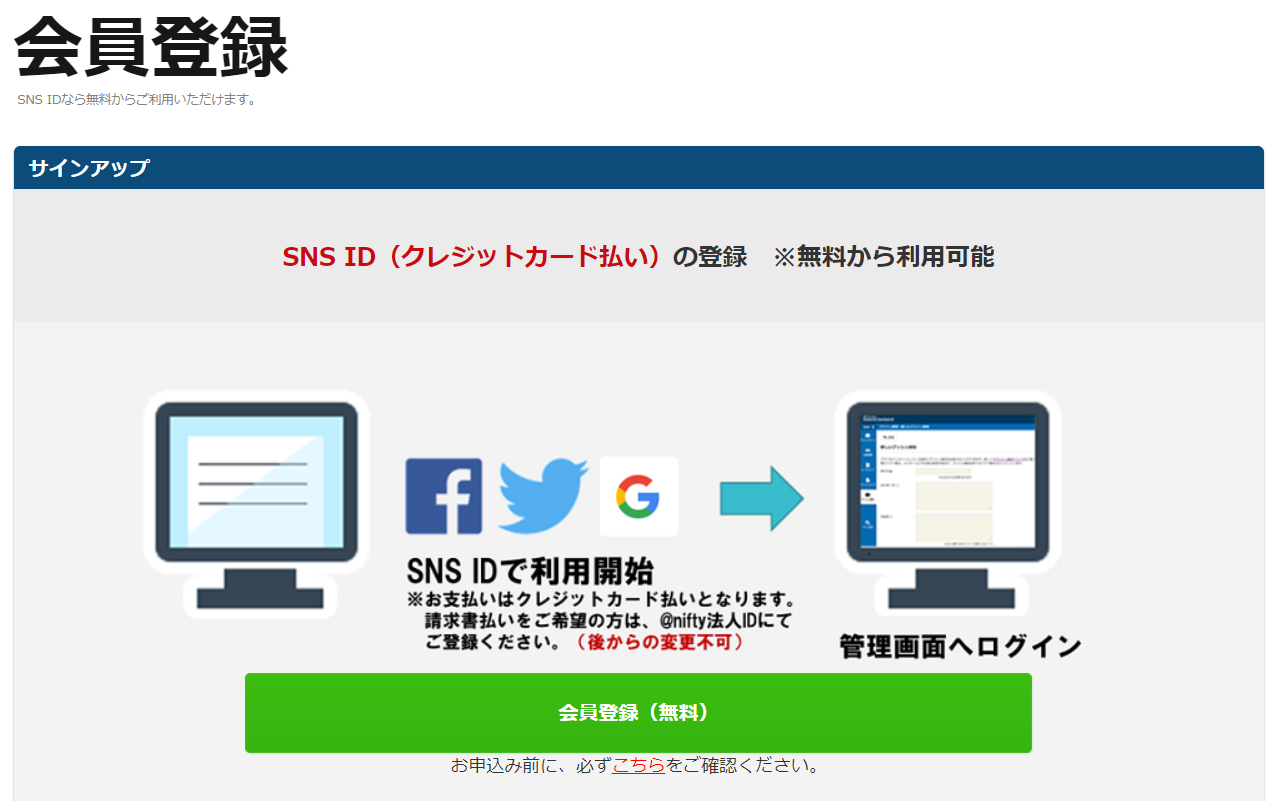 会員登録
SNS IDなら無料からご利用いただけます。
サインアップ
SNS ID（クレジットカード払い）の登録　※無料から利用可能
SNS IDで利用開始
※お支払いはクレジットカード払いとなります。
請求書払いをご希望の方は、@nifty法人IDにて
ご登録ください。（後からの変更不可）
管理画面へログイン
会員登録（無料）
お申込み前に、必ずこちらをご確認ください。